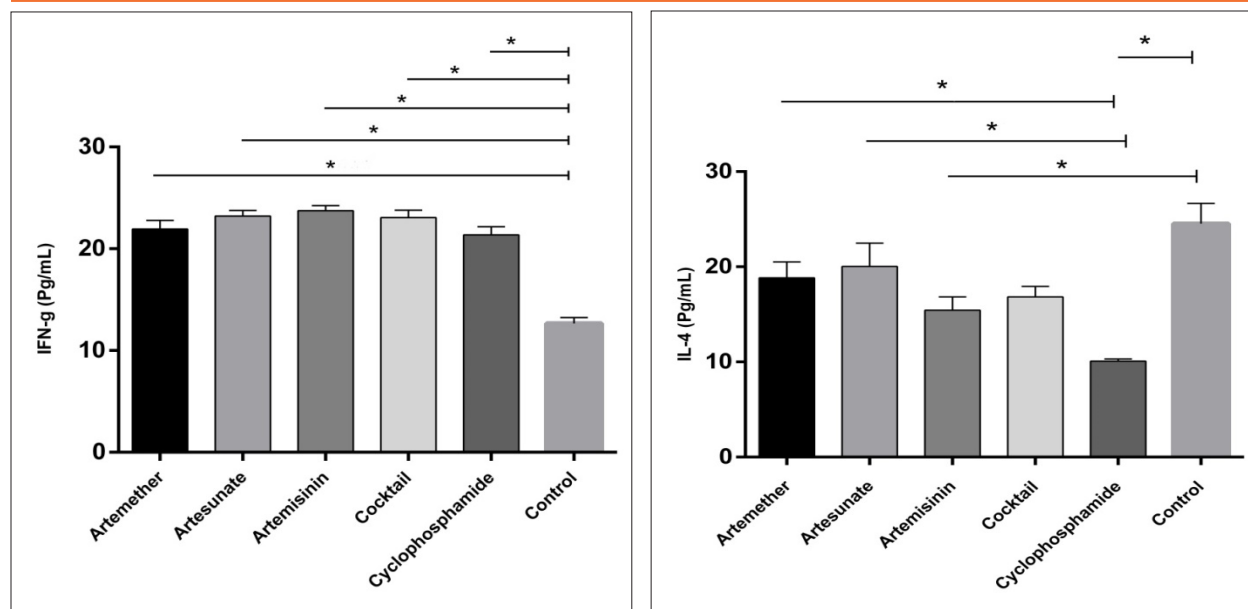 *
*
*
*
*
30
20
10
0
IFN-g (Pg/mL)
Artemether
Artesunate
Artemisinin
Cocktail
Cyclophosphamide
Control
*
*
*
*
30
20
10
0
IL-4 (Pg/mL)
Artemether
Artesunate
Artemisinin
Cocktail
Cyclophosphamide
Control